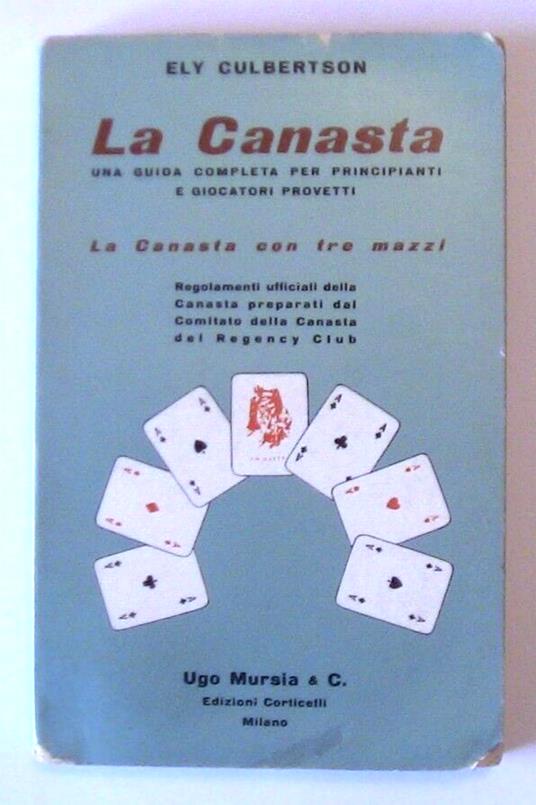 ELY CULBERTSON
La Canasta
UNA GUIDA COMPLETA PER PRINCIPIANTI
E GIOCATORI PROVETTI
La Canasta con tre mazzi
Regolamenti ufficiali della
Canasta preparati dal
Comitato della Canasta
del Regency Club
A A
A A
A A
A A
A A
A A
A A
A A
A A
A A
A A
A A
Ugo Mursia & C.
Edizioni Corticelli
Milano